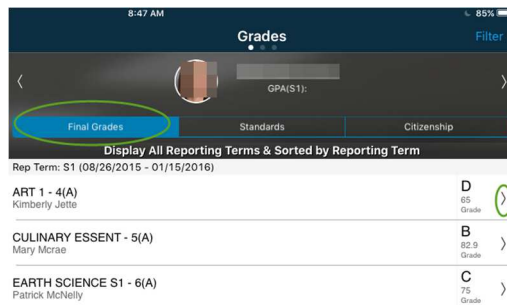 8:47 AM
85%
Grades
Filter
GPA(S1):
Final Grades
Standards
Citizenship
Display All Reporting Terms & Sorted by Reporting Term
Rep Term: S1 (08/26/2015 - 01/15/2016)
ART 1 - 4(A)
Kimberly Jette
D
65
Grade
CULINARY ESSENT - 5(A)
Mary Mcrae
B
82.9
Grade
EARTH SCIENCE S1 - 6(A)
Patrick McNelly
C
75
Grade